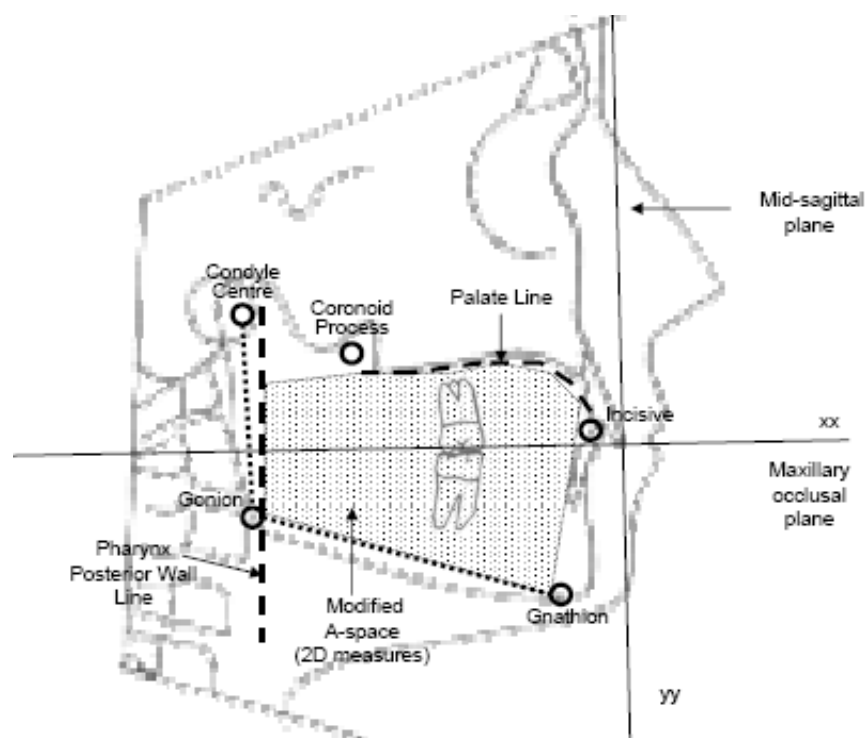 Mid-sagittal
plane
Condyle
Centre
Coronoid
Process
Palate Line
Incisive
xx
Maxillary
occlusal
plane
Gonion
Pharynx
Posterior Wall
Line
Modified
A-space
(2D measures)
Gnathion
yy